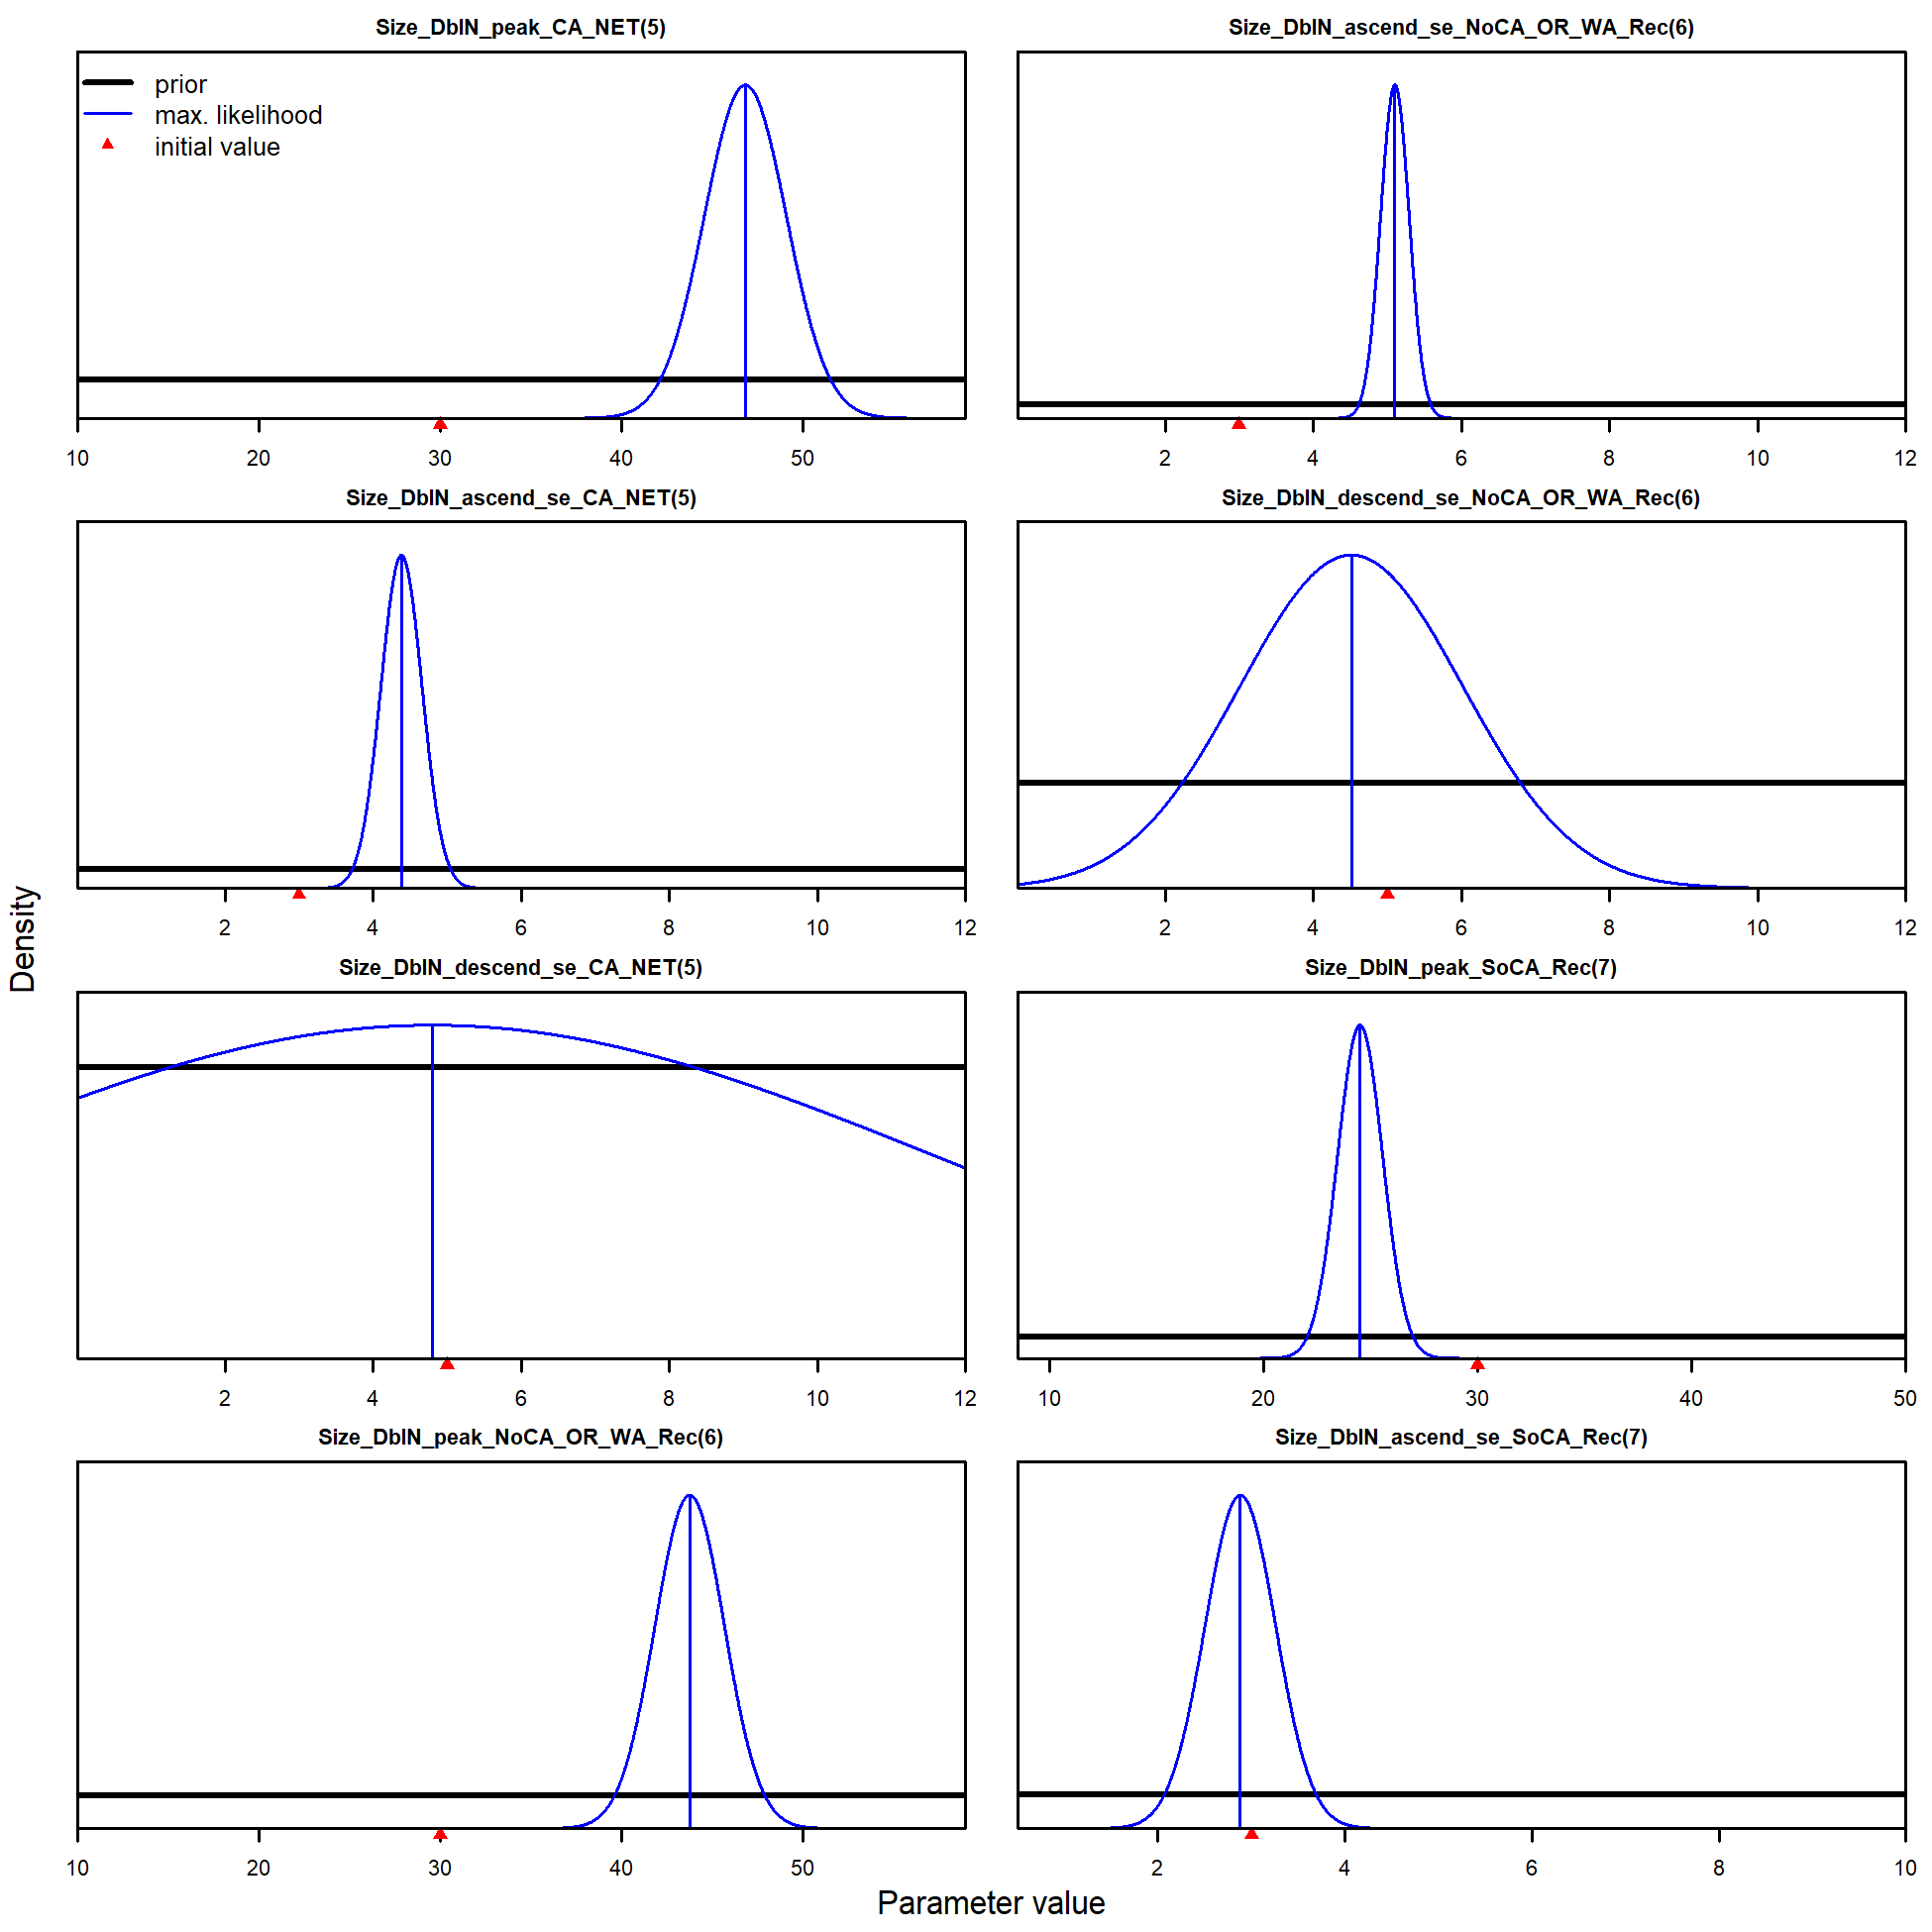 Size_DblN_peak_CA_NET(5)
prior
max. likelihood
initial value
10 20 30 40 50
Size_DblN_ascend_se_NoCA_OR_WA_Rec(6)
2 4 6 8 10 12
Size_DblN_ascend_se_CA_NET(5)
2 4 6 8 10 12
Size_DblN_descend_se_NoCA_OR_WA_Rec(6)
2 4 6 8 10 12
Size_DblN_descend_se_CA_NET(5)
2 4 6 8 10 12
Size_DblN_peak_SoCA_Rec(7)
10 20 30 40 50
Size_DblN_peak_NoCA_OR_WA_Rec(6)
10 20 30 40 50
Size_DblN_ascend_se_SoCA_Rec(7)
2 4 6 8 10
Density
Parameter value